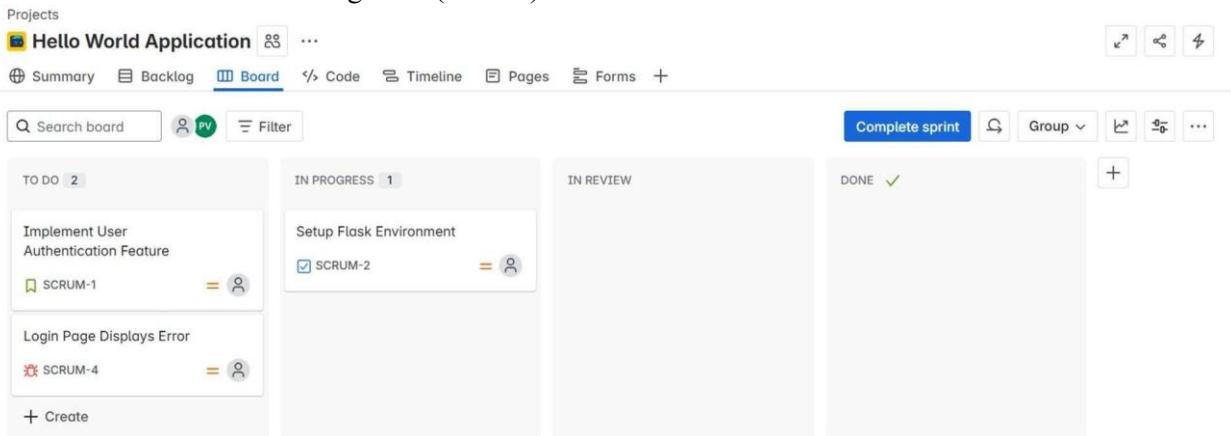 Projects
Hello World Application
Summary Backlog Board Code Timeline Pages Forms
Search board PV Filter Complete sprint Group
TO DO 2
Implement User
Authentication Feature
SCRUM-1
Login Page Displays Error
SCRUM-4
+ Create
IN PROGRESS 1
Setup Flask Environment
SCRUM-2
IN REVIEW
DONE